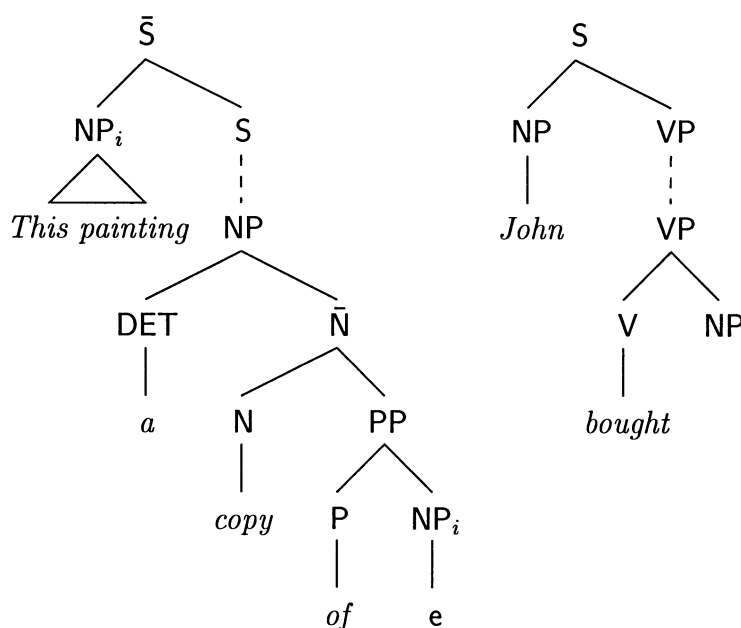 S̄ S
NPᵢ S NP VP
This painting NP John VP
DET N̄ V NP
a N PP bought
copy P NPᵢ
of e